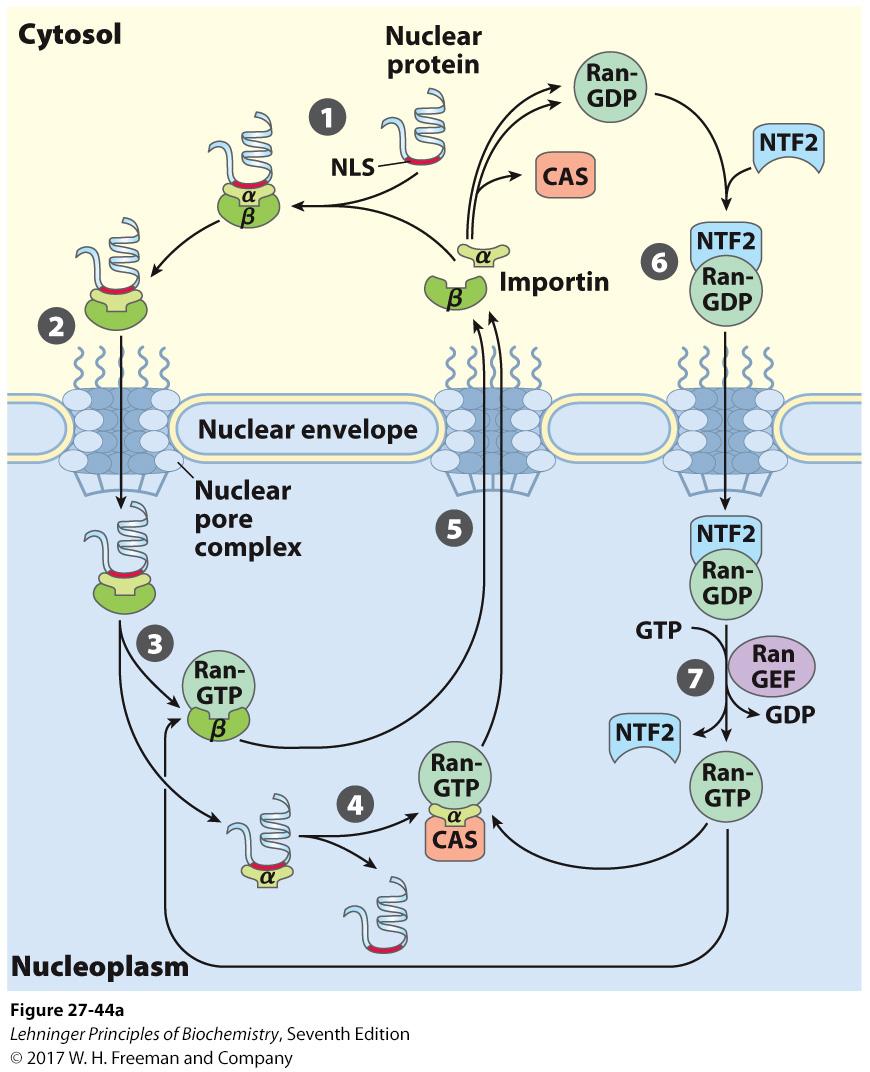 Cytosol
Nuclear
protein
Ran-
GDP
1
NTF2
NLS
CAS
α
β
NTF2
α
6
Importin
Ran-
GDP
β
2
Nuclear envelope
Nuclear
pore
complex
5
NTF2
Ran-
GDP
3
GTP
Ran
GEF
Ran-
GTP
7
β
GDP
NTF2
Ran-
GTP
Ran-
GTP
4
α
CAS
α
Nucleoplasm
Figure 27-44a
Lehninger Principles of Biochemistry, Seventh Edition
© 2017 W. H. Freeman and Company